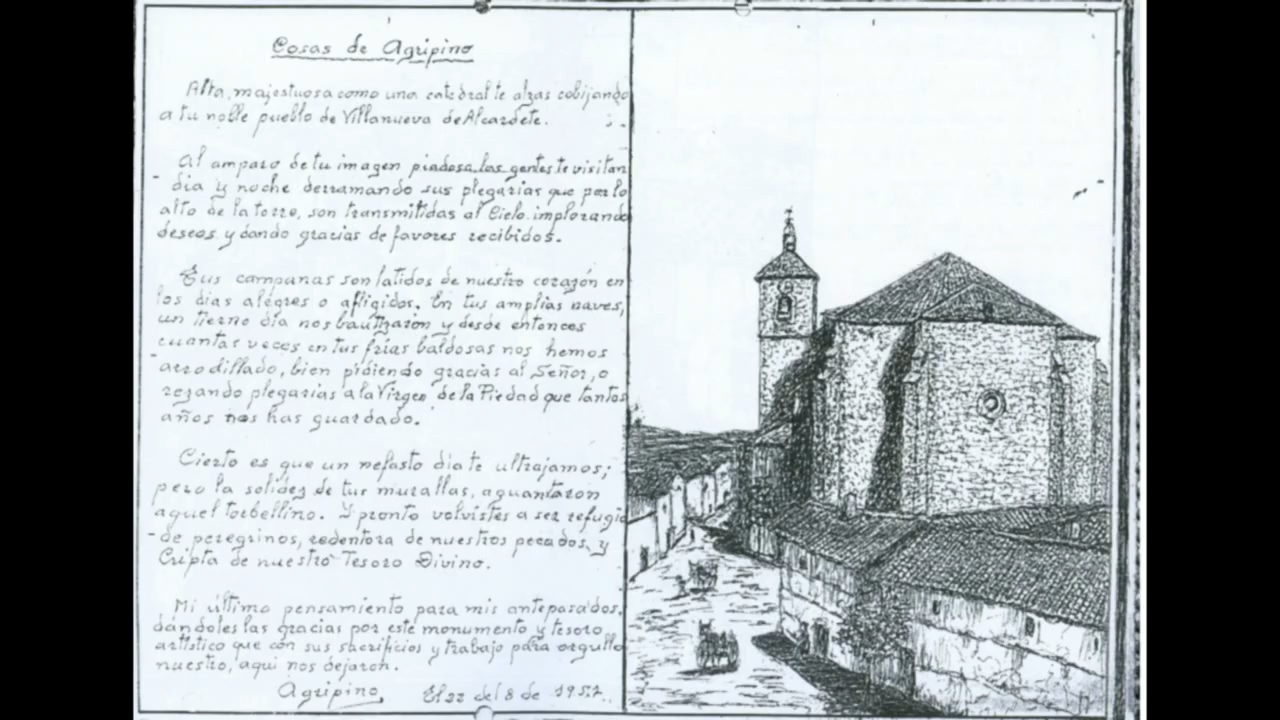 Cosas de Agripino
Alta, majestuosa como una catedral te alzas cobijando
a tu noble pueblo de Villanueva de Alcardete.
Al amparo de tu imagen piadosa las gentes te visitan
dia y noche derramando sus plegarias que por lo
alto de la torre, son transmitidas al Cielo implorando
deseos y dando gracias de favores recibidos.
Tus campanas son latidos de nuestro corazón en
los dias alegres o afligidos. En tus amplias naves,
un tierno dia nos bautizaron y desde entonces
cuantas veces en tus frias baldosas nos hemos
arrodillado, bien pidiendo gracias al Señor, o
rezando plegarias a la Virgen de la Piedad que tantos
años nos has guardado.
Cierto es que un nefasto dia te ultrajamos;
pero la solidez de tus murallas, aguantaron
aquel torbellino. Y pronto volvistes a ser refugio
de peregrinos, redentora de nuestros pecados, y
Cripta de nuestro Tesoro Divino.
Mi último pensamiento para mis antepasados,
dándoles las gracias por este monumento y tesoro
artistico que con sus sacrificios y trabajo para orgullo
nuestro, aqui nos dejaron.
Agripino, El 22 del 8 de